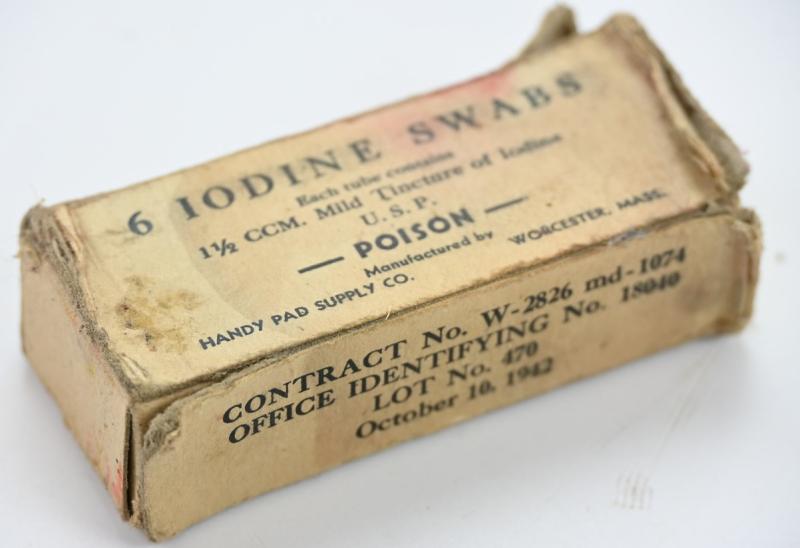 6 IODINE SWABS
Each tube contains
1½ CCM. Mild Tincture of Iodine
U.S.P.
— POISON —
Manufactured by
HANDY PAD SUPPLY CO. WORCESTER, MASS.
CONTRACT No. W-2826 md-1074
OFFICE IDENTIFYING No. 18040
LOT No. 470
October 10, 1942